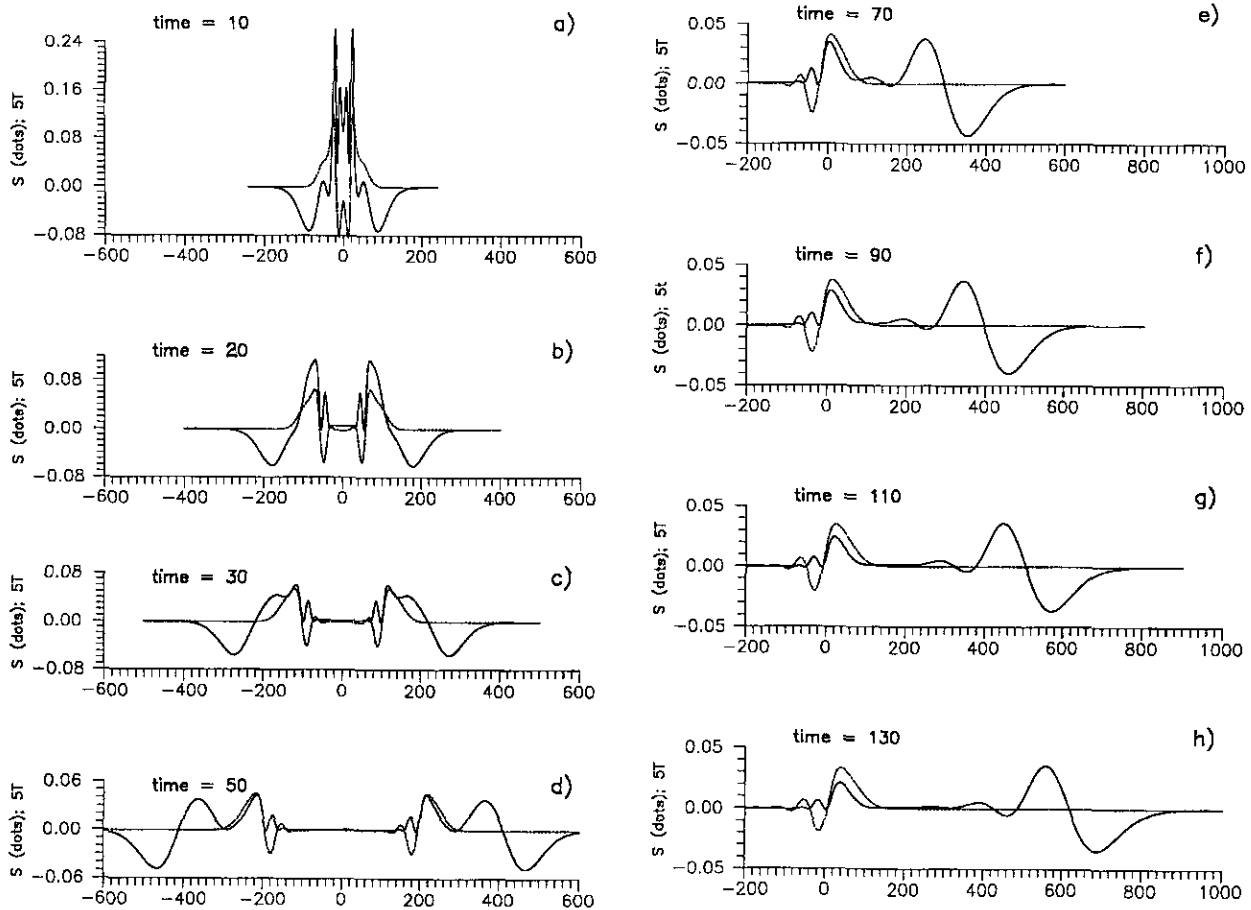 time = 10
a)
S (dots); 5T
0.24
0.16
0.08
0.00
−0.08
−600 −400 −200 0 200 400 600
time = 20
b)
S (dots); 5T
0.08
0.00
−0.08
−600 −400 −200 0 200 400 600
time = 30
c)
S (dots); 5T
0.08
0.00
−0.08
−600 −400 −200 0 200 400 600
time = 50
d)
S (dots); 5T
0.06
0.00
−0.06
−600 −400 −200 0 200 400 600
time = 70
e)
S (dots); 5T
0.05
0.00
−0.05
−200 0 200 400 600 800 1000
time = 90
f)
S (dots); 5t
0.05
0.00
−0.05
−200 0 200 400 600 800 1000
time = 110
g)
S (dots); 5T
0.05
0.00
−0.05
−200 0 200 400 600 800 1000
time = 130
h)
S (dots); 5T
0.05
0.00
−0.05
−200 0 200 400 600 800 1000